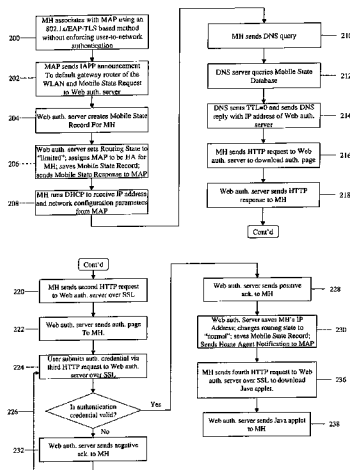 MH associates with MAP using an
802.1x/EAP-TLS based method
without enforcing user-to-network
authentication
200
MAP sends IAPP announcement
To default gateway router of the
WLAN and Mobile State Request
to Web auth. server
202
Web auth. server creates Mobile State
Record For MH
204
Web auth. server sets Routing State to
"limited"; assigns MAP to be HA for
MH; saves Mobile State Record;
sends Mobile State Response to MAP
206
MH runs DHCP to receive IP address
and network configuration parameters
from MAP
208
MH sends DNS query
210
DNS server queries Mobile State
Database
212
DNS sets TTL=0 and sends DNS
reply with IP address of Web auth.
server
214
MH sends HTTP request to Web
auth. server to download auth. page
216
Web auth. server sends HTTP
response to MH
218
Cont'd
Cont'd
MH sends second HTTP request
to Web auth. server over SSL
220
Web auth. server sends auth. page
To MH.
222
User submits auth. credential via
third HTTP request to Web auth.
server over SSL.
224
Is authentication
credential valid?
226
Yes
No
Web auth. server sends negative
ack. to MH
232
Web auth. server sends positive
ack. to MH
228
Web auth. Server saves MH's IP
Address; changes routing state to
"normal"; saves Mobile State Record;
Sends Home Agent Notification to MAP
230
MH sends fourth HTTP request to Web
auth. server over SSL to download
Java applet.
236
Web auth. server sends Java applet to
MH
238